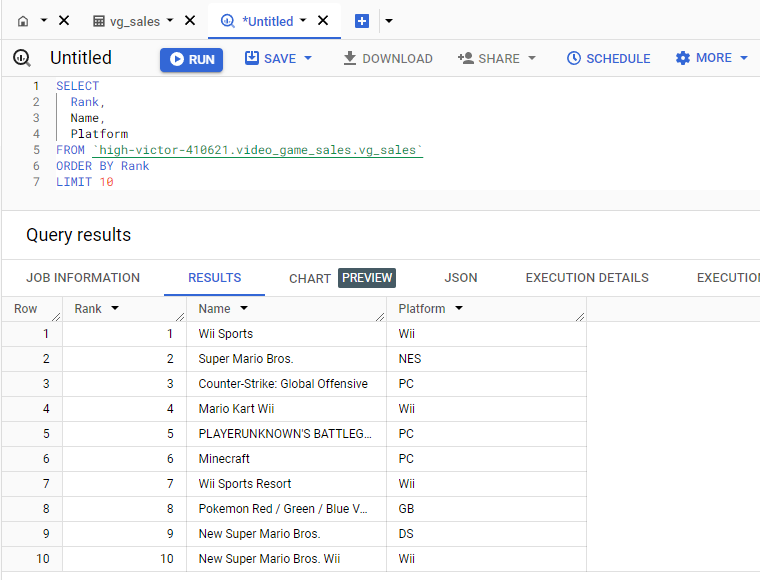 vg_sales *Untitled
Untitled RUN SAVE DOWNLOAD SHARE SCHEDULE MORE
1 SELECT
2 Rank,
3 Name,
4 Platform
5 FROM `high-victor-410621.video_game_sales.vg_sales`
6 ORDER BY Rank
7 LIMIT 10
Query results
JOB INFORMATION RESULTS CHART PREVIEW JSON EXECUTION DETAILS EXECUTIO
Row Rank Name Platform
1 1 Wii Sports Wii
2 2 Super Mario Bros. NES
3 3 Counter-Strike: Global Offensive PC
4 4 Mario Kart Wii Wii
5 5 PLAYERUNKNOWN'S BATTLEG... PC
6 6 Minecraft PC
7 7 Wii Sports Resort Wii
8 8 Pokemon Red / Green / Blue V... GB
9 9 New Super Mario Bros. DS
10 10 New Super Mario Bros. Wii Wii